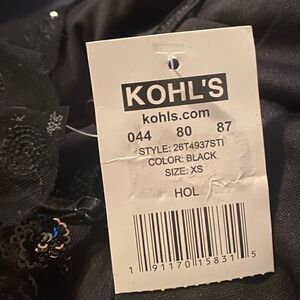 KOHL'S
kohls.com
044 80 87
STYLE: 26T4937STI
COLOR: BLACK
SIZE: XS
HOL
1 91170 15831 5